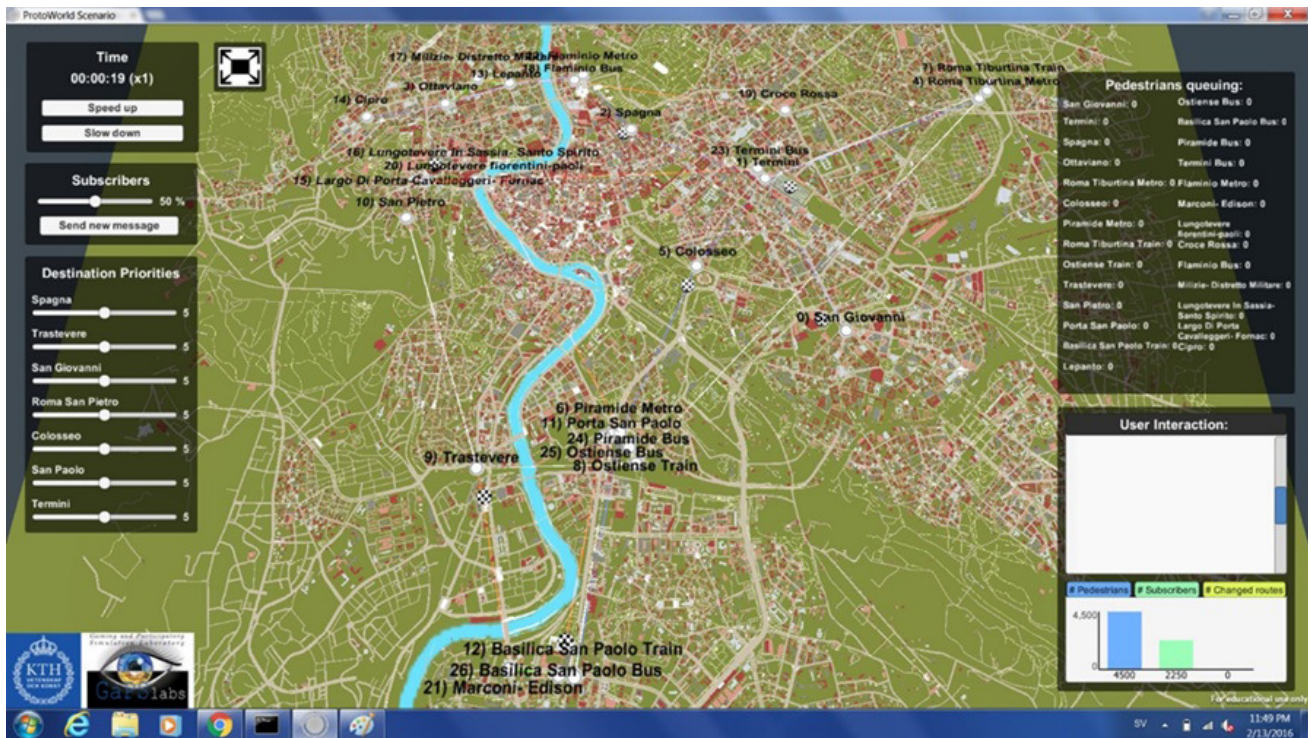 ProtoWorld Scenario
Time
00:00:19 (x1)
Speed up
Slow down
Subscribers
50 %
Send new message
Destination Priorities
Spagna
5
Trastevere
5
San Giovanni
5
Roma San Pietro
5
Colosseo
5
San Paolo
5
Termini
5
17) Milizie- Distretto Militare
Flaminio Metro
18) Flaminio Bus
13) Lepanto
3) Ottaviano
14) Cipro
2) Spagna
7) Roma Tiburtina Train
4) Roma Tiburtina Metro
19) Croce Rossa
16) Lungotevere In Sassia- Santo Spirito
20) Lungotevere fiorentini-paoli
15) Largo Di Porta-Cavalleggeri- Fornac
10) San Pietro
23) Termini Bus
1) Termini
5) Colosseo
0) San Giovanni
6) Piramide Metro
11) Porta San Paolo
24) Piramide Bus
25) Ostiense Bus
8) Ostiense Train
9) Trastevere
12) Basilica San Paolo Train
26) Basilica San Paolo Bus
21) Marconi- Edison
Pedestrians queuing:
San Giovanni: 0
Termini: 0
Spagna: 0
Ottaviano: 0
Roma Tiburtina Metro: 0
Colosseo: 0
Piramide Metro: 0
Roma Tiburtina Train: 0
Ostiense Train: 0
Trastevere: 0
San Pietro: 0
Porta San Paolo: 0
Basilica San Paolo Train: 0
Lepanto: 0
Ostiense Bus: 0
Basilica San Paolo Bus: 0
Piramide Bus: 0
Termini Bus: 0
Flaminio Metro: 0
Marconi- Edison: 0
Lungotevere
fiorentini-paoli: 0
Croce Rossa: 0
Flaminio Bus: 0
Milizie- Distretto Militare: 0
Lungotevere In Sassia-
Santo Spirito: 0
Largo Di Porta
Cavalleggeri- Fornac: 0
Cipro: 0
User Interaction:
# Pedestrians
# Subscribers
# Changed routes
4,500
0
4500
2250
0
For educational use only
KTH
VETENSKAP
OCH KONST
Gaming and Participatory
Simulation Laboratory
GaPSlabs
SV
11:49 PM
2/13/2016